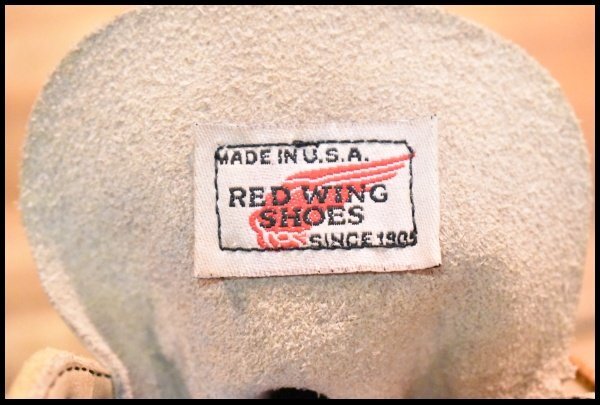 MADE IN U.S.A.
RED WING
SHOES
SINCE 1905